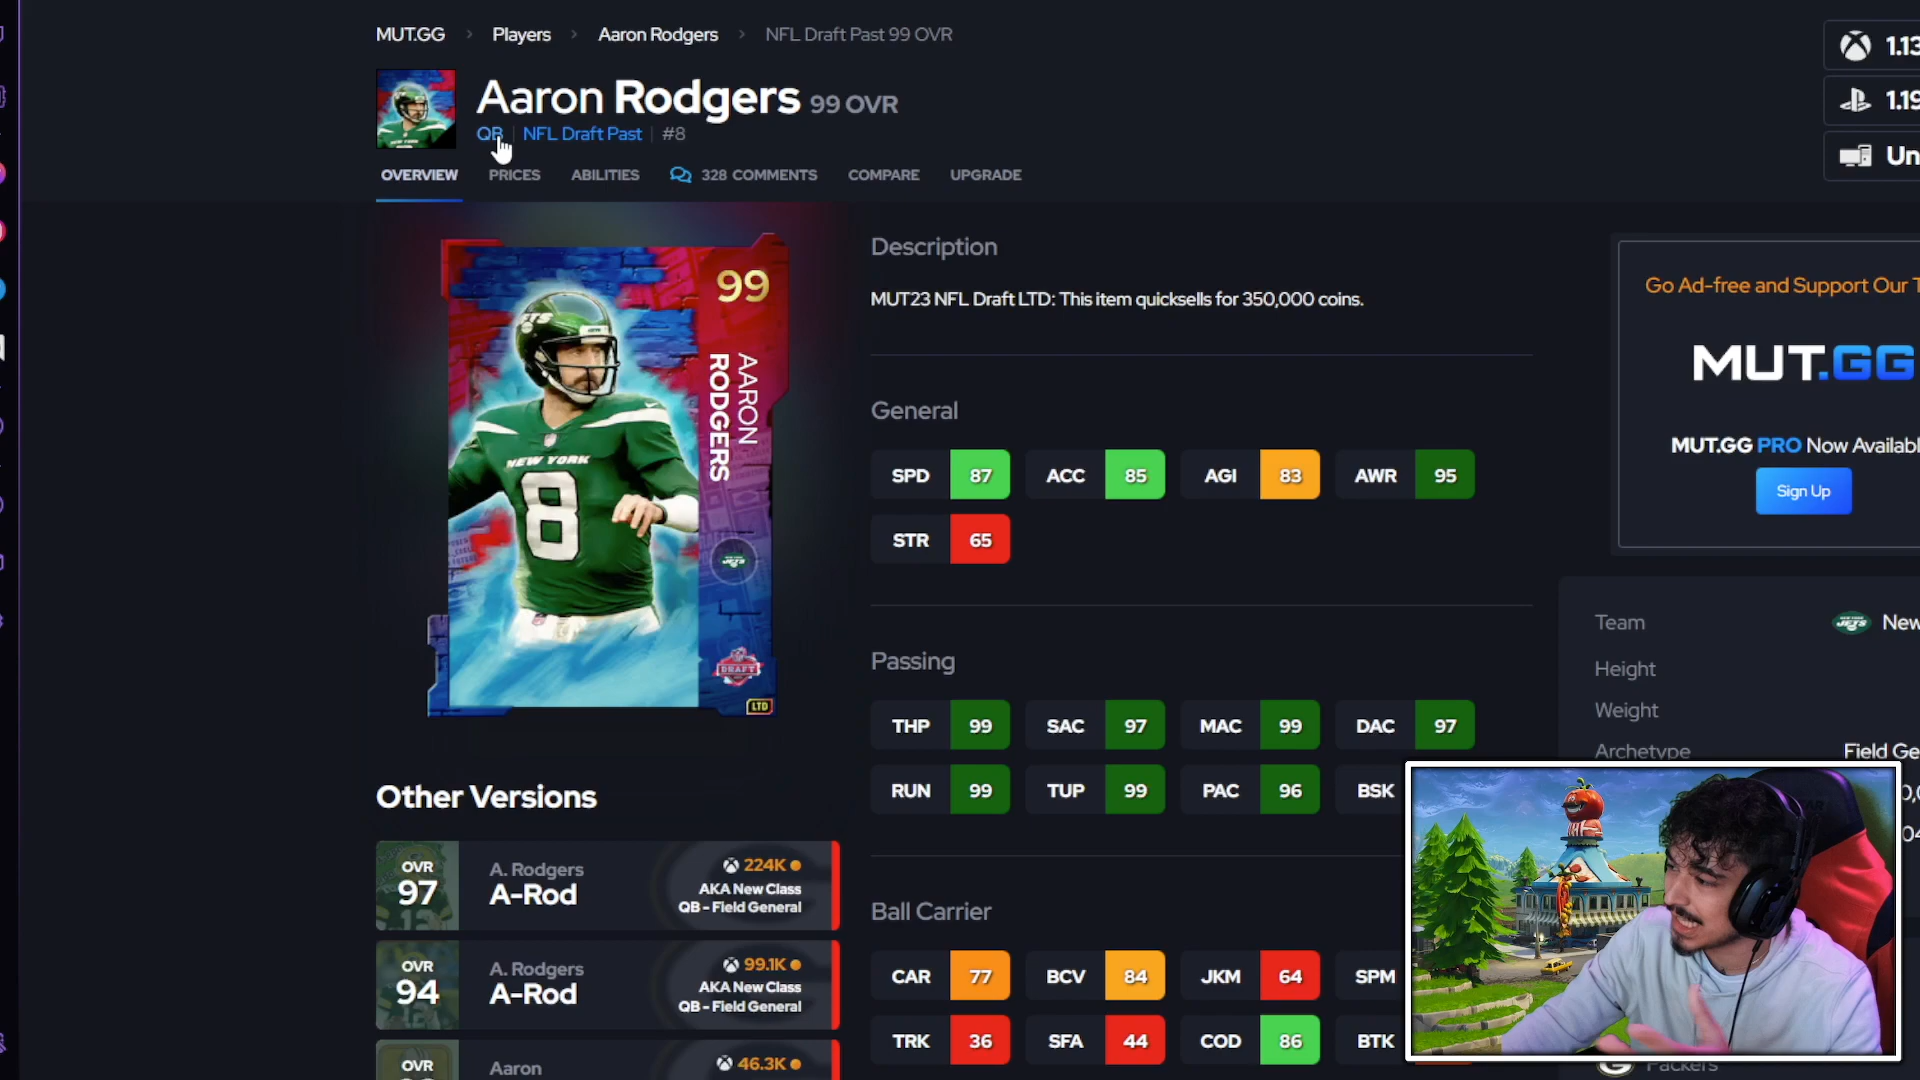 MUT.GG > Players > Aaron Rodgers > NFL Draft Past 99 OVR
Aaron Rodgers 99 OVR
QB | NFL Draft Past | #8
OVERVIEW PRICES ABILITIES 328 COMMENTS COMPARE UPGRADE
1.13
1.19
Un
99
AARON
RODGERS
JETS
NEW YORK
8
JETS
DRAFT
LTD
Description
MUT23 NFL Draft LTD: This item quicksells for 350,000 coins.
General
SPD 87 ACC 85 AGI 83 AWR 95
STR 65
Passing
THP 99 SAC 97 MAC 99 DAC 97
RUN 99 TUP 99 PAC 96 BSK
Ball Carrier
CAR 77 BCV 84 JKM 64 SPM
TRK 36 SFA 44 COD 86 BTK
Go Ad-free and Support Our T
MUT.GG
MUT.GG PRO Now Availabl
Sign Up
Team JETS New
Height
Weight
Archetype Field Ge
Packers
Other Versions
OVR
97
A. Rodgers
A-Rod
224K
AKA New Class
QB - Field General
OVR
94
A. Rodgers
A-Rod
99.1K
AKA New Class
QB - Field General
OVR
Aaron
46.3K